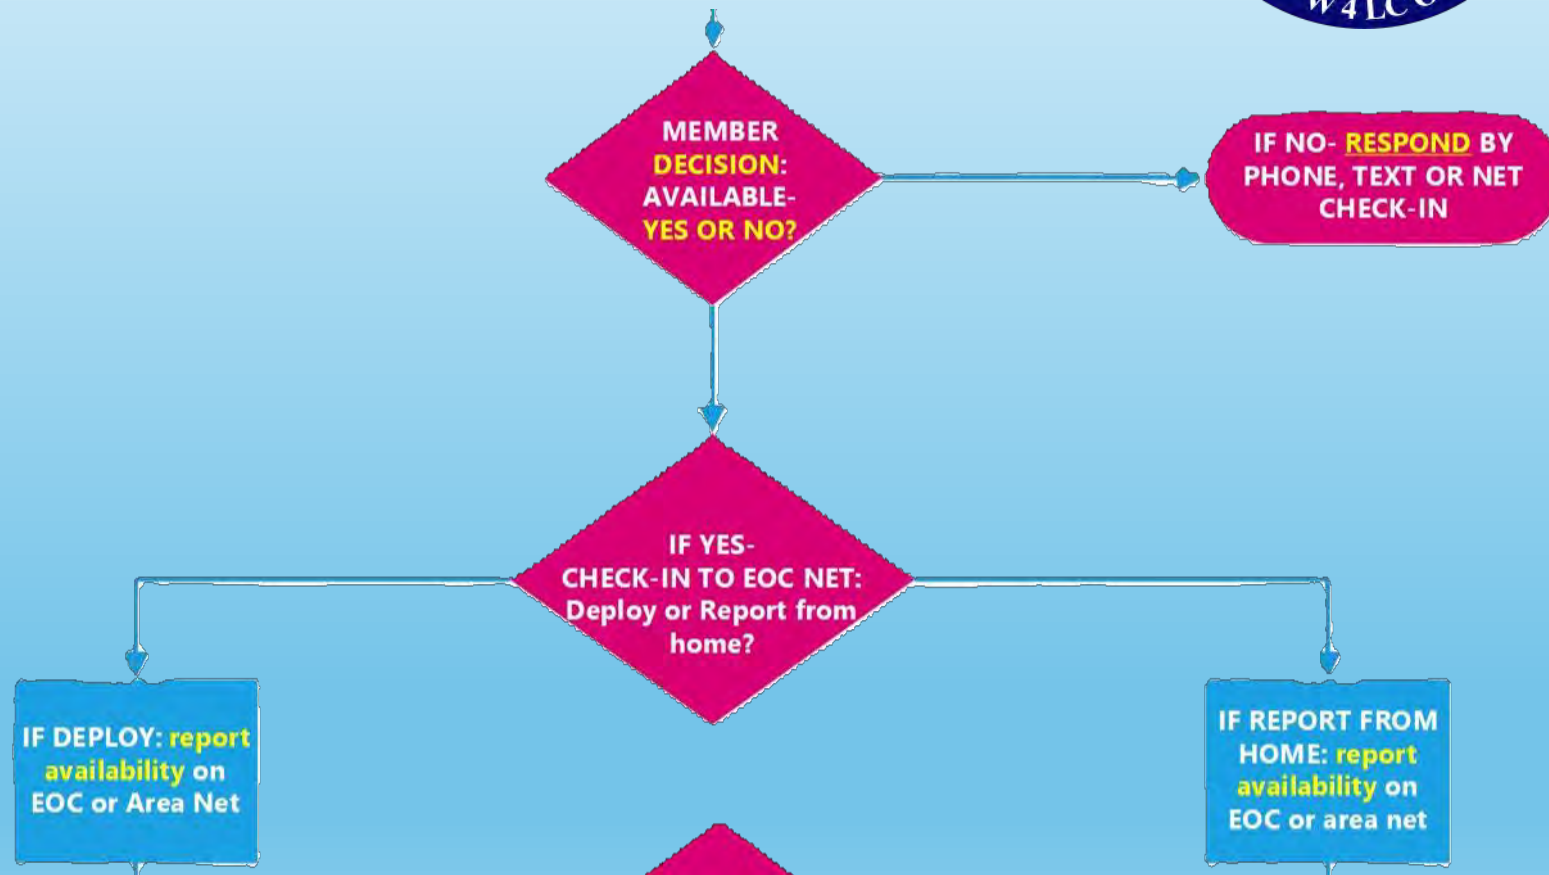 W4LC
MEMBER
DECISION:
AVAILABLE-
YES OR NO?
IF NO- RESPOND BY
PHONE, TEXT OR NET
CHECK-IN
IF YES-
CHECK-IN TO EOC NET:
Deploy or Report from
home?
IF DEPLOY: report
availability on
EOC or Area Net
IF REPORT FROM
HOME: report
availability on
EOC or area net